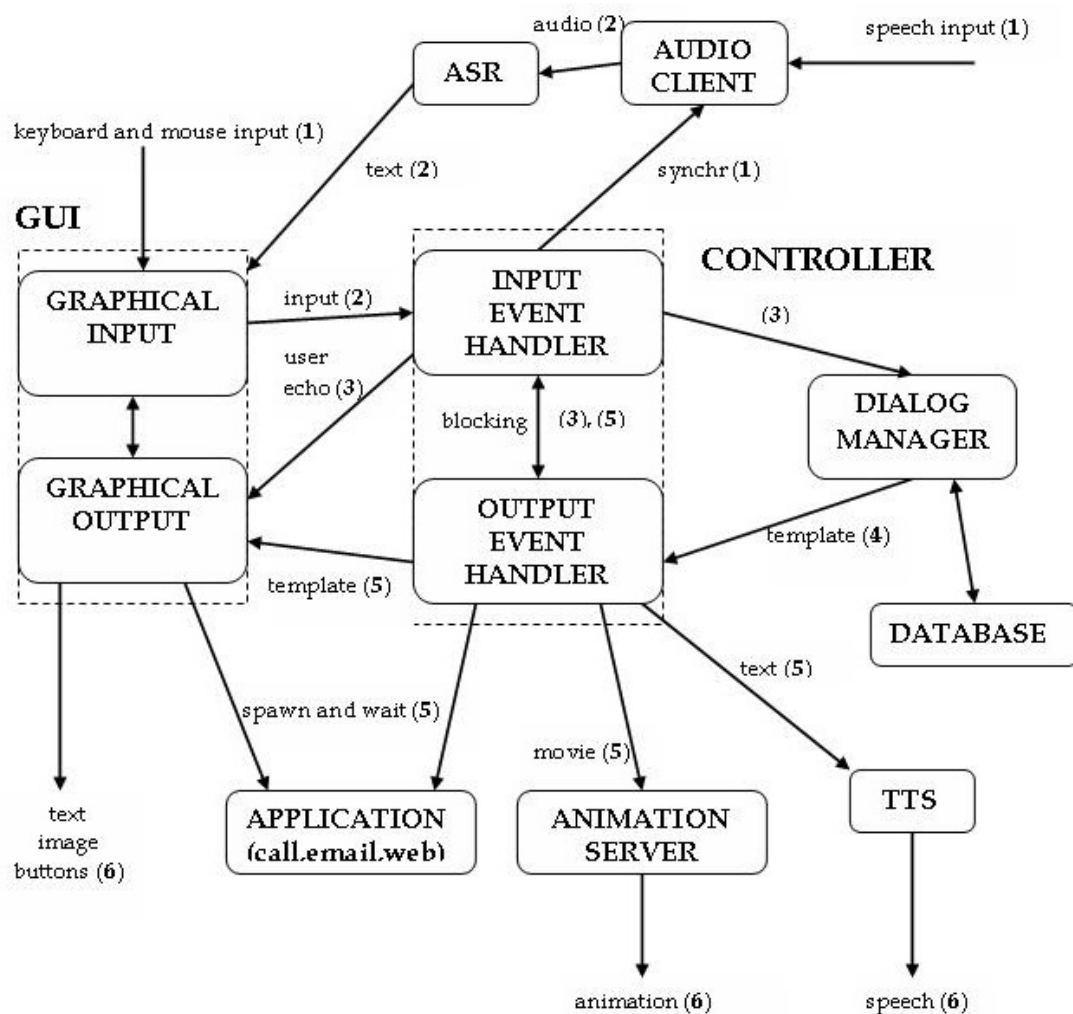 audio (2)
speech input (1)
ASR
AUDIO
CLIENT
keyboard and mouse input (1)
text (2)
synchr (1)
GUI
CONTROLLER
GRAPHICAL
INPUT
input (2)
INPUT
EVENT
HANDLER
(3)
user
echo (3)
blocking
(3), (5)
DIALOG
MANAGER
GRAPHICAL
OUTPUT
OUTPUT
EVENT
HANDLER
template (4)
template (5)
DATABASE
text (5)
spawn and wait (5)
movie (5)
TTS
APPLICATION
(call.email.web)
ANIMATION
SERVER
text
image
buttons (6)
animation (6)
speech (6)